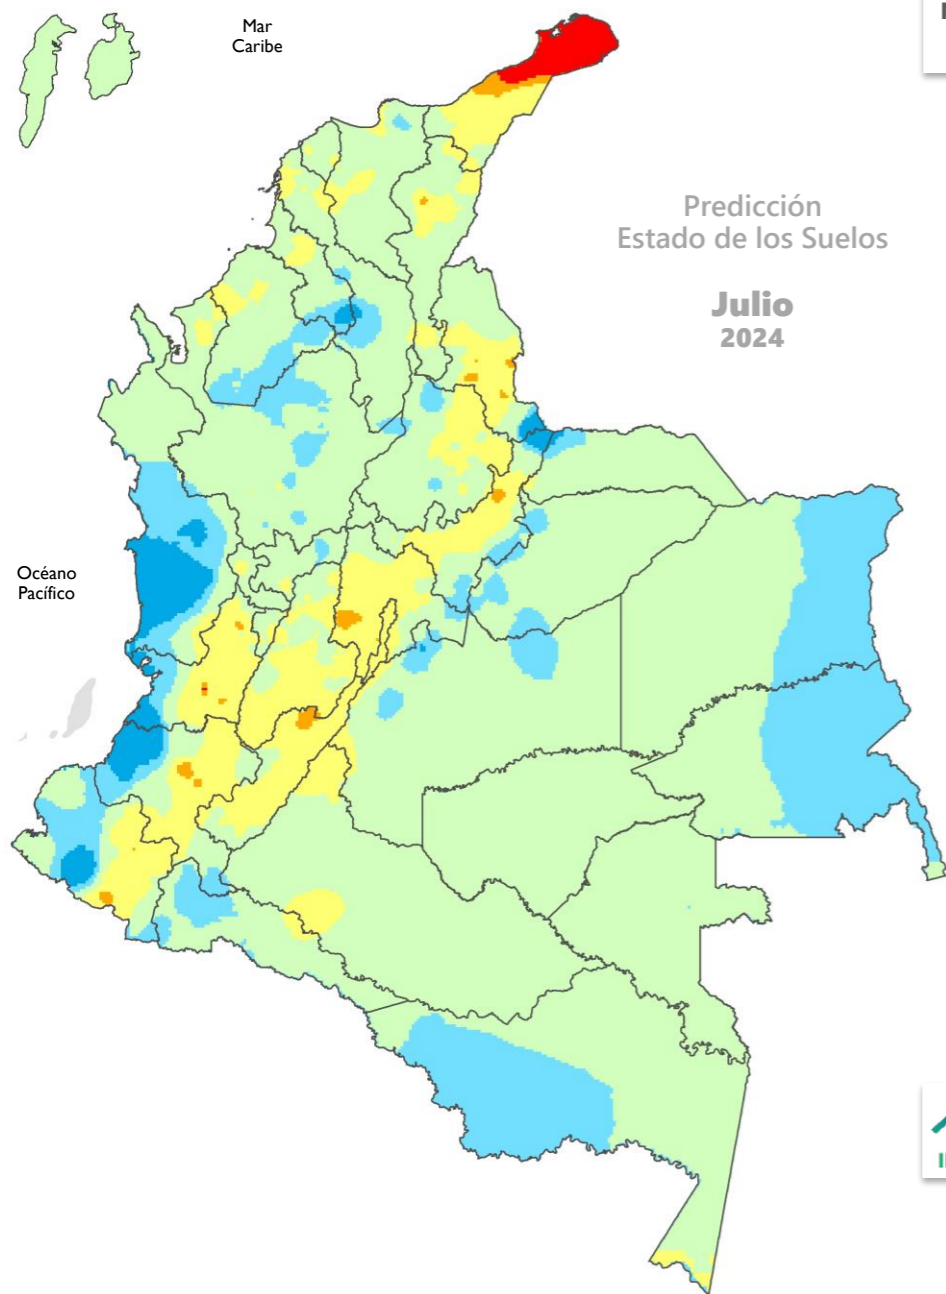 Mar
Caribe
Predicción
Estado de los Suelos
Julio
2024
Océano
Pacífico